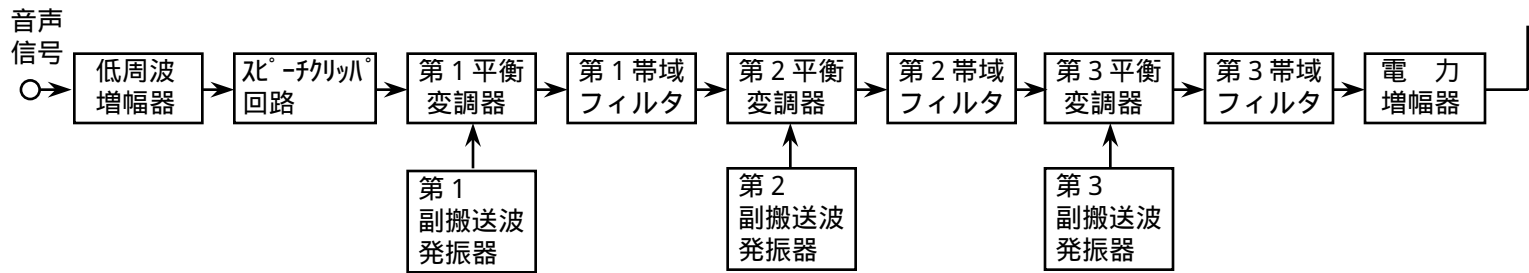 音声
信号
低周波
増幅器
スピーチクリッパ
回路
第1平衡
変調器
第1帯域
フィルタ
第2平衡
変調器
第2帯域
フィルタ
第3平衡
変調器
第3帯域
フィルタ
電 力
増幅器
第1
副搬送波
発振器
第2
副搬送波
発振器
第3
副搬送波
発振器